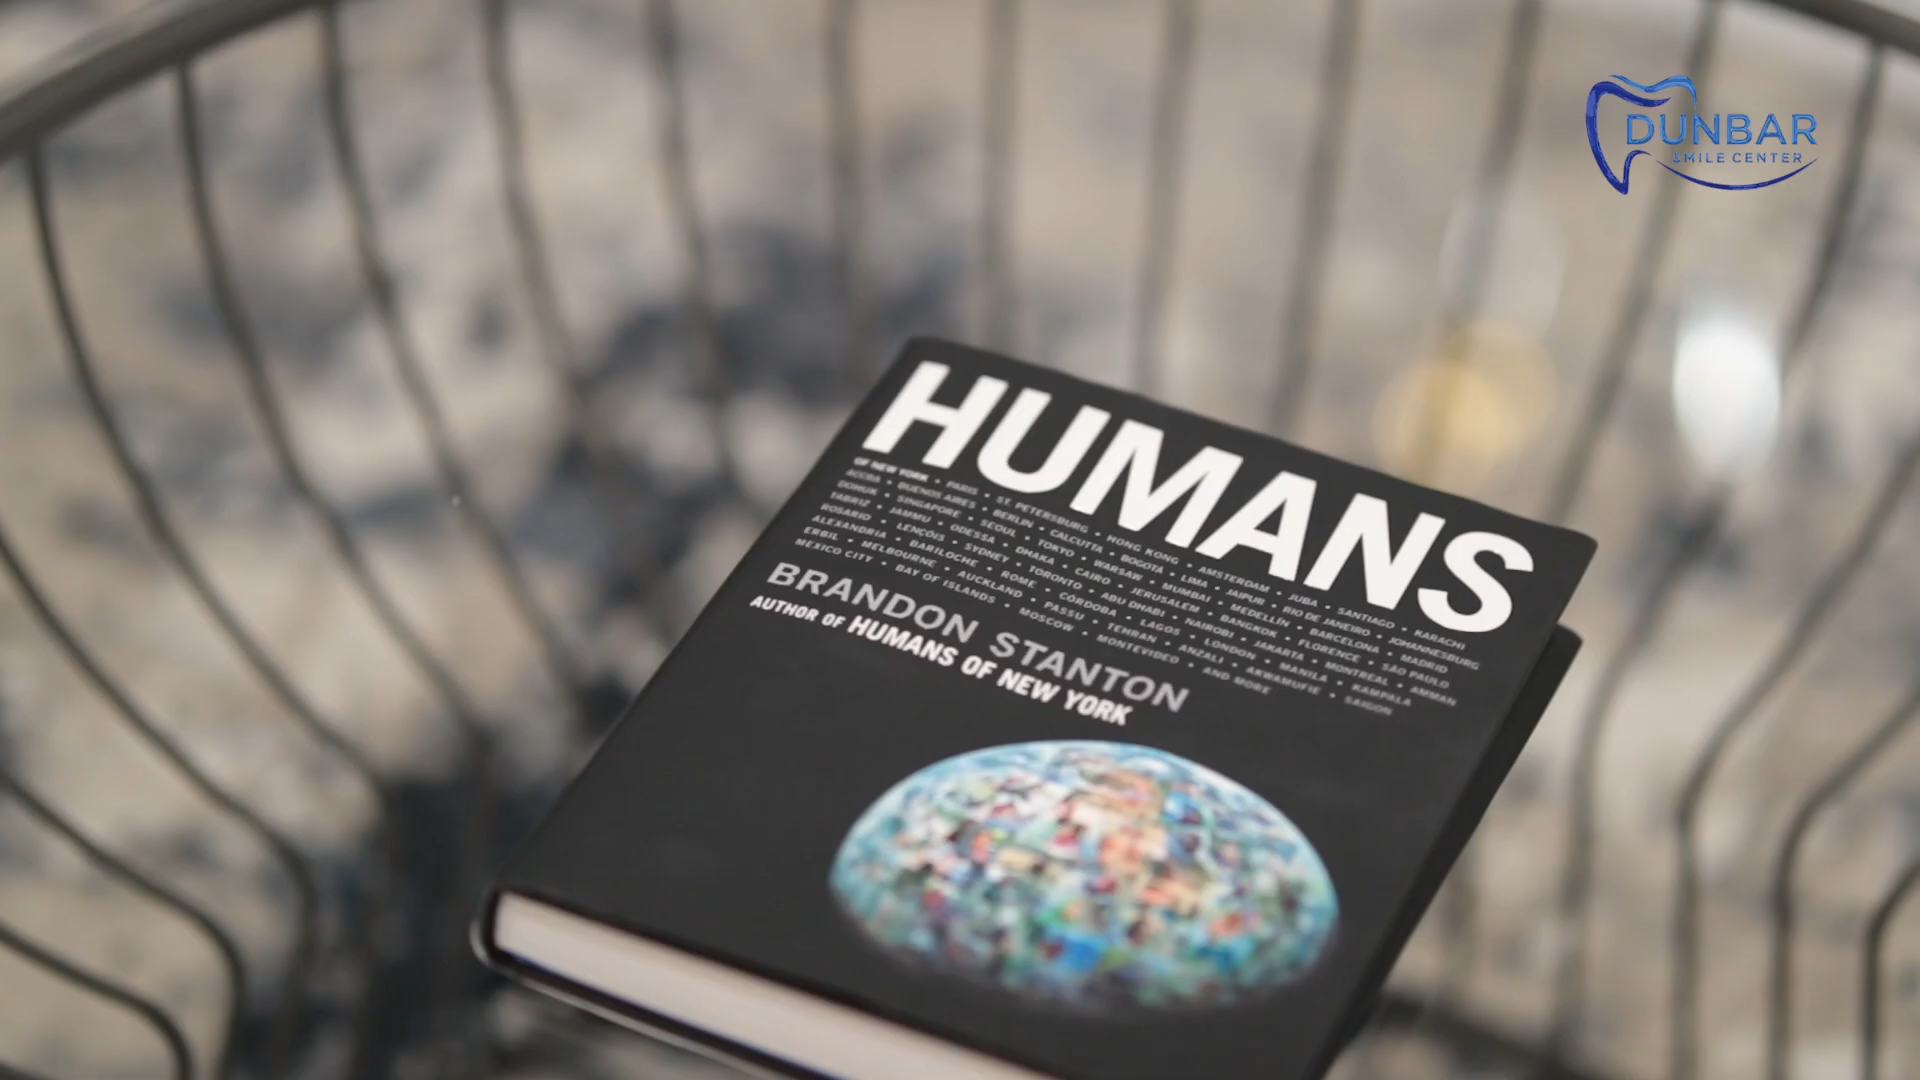 DUNBAR
SMILE CENTER
HUMANS
OF NEW YORK • PARIS • ST. PETERSBURG • HONG KONG • AMSTERDAM • JUBA • SANTIAGO • KARACHI
ACCRA • BUENOS AIRES • BERLIN • CALCUTTA • BOGOTA • LIMA • JAIPUR • RIO DE JANEIRO • JOHANNESBURG
DOHUK • SINGAPORE • SEOUL • TOKYO • WARSAW • MUMBAI • MEDELLÍN • BARCELONA • MADRID
TABRIZ • JAMMU • ODESSA • DHAKA • CAIRO • JERUSALEM • BANGKOK • FLORENCE • SÃO PAULO
ROSARIO • LENÇÓIS • SYDNEY • TORONTO • ABU DHABI • NAIROBI • JAKARTA • MONTREAL • AMMAN
ALEXANDRIA • BARILOCHE • ROME • CÓRDOBA • LAGOS • LONDON • MANILA • KAMPALA
ERBIL • MELBOURNE • AUCKLAND • PASSU • TEHRAN • ANZALI • AKWAMUFIE • SAIGON
MEXICO CITY • BAY OF ISLANDS • MOSCOW • MONTEVIDEO • AND MORE
BRANDON STANTON
AUTHOR OF HUMANS OF NEW YORK